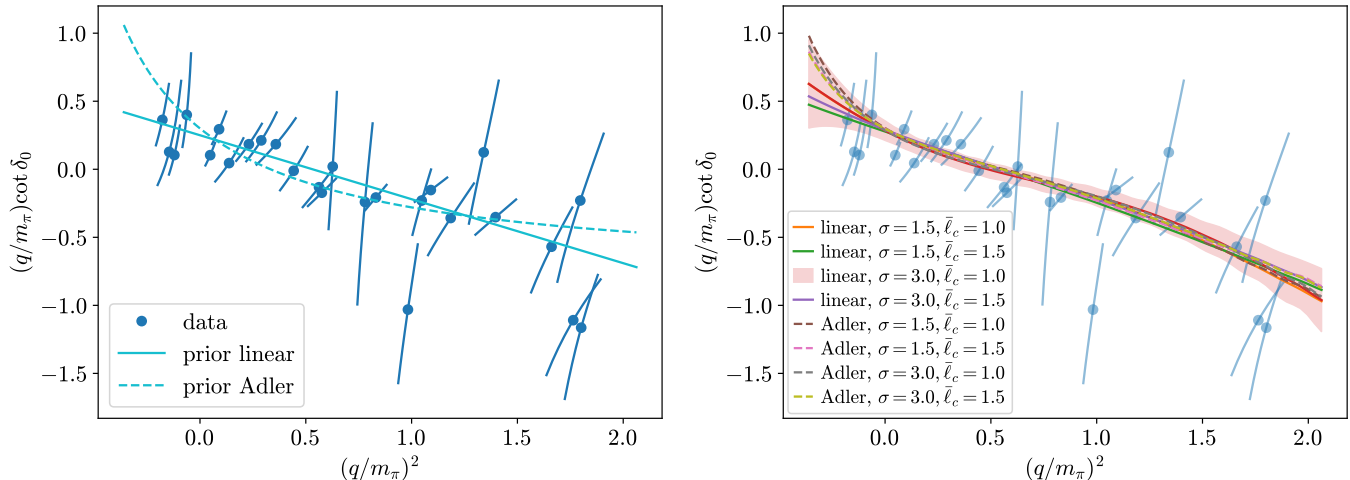 1.0
0.5
0.0
−0.5
−1.0
−1.5
(q/m_π)cot δ_0
data
prior linear
prior Adler
0.0 0.5 1.0 1.5 2.0
(q/m_π)^2
1.0
0.5
0.0
−0.5
−1.0
−1.5
(q/m_π)cot δ_0
linear, σ = 1.5, ℓ̄_c = 1.0
linear, σ = 1.5, ℓ̄_c = 1.5
linear, σ = 3.0, ℓ̄_c = 1.0
linear, σ = 3.0, ℓ̄_c = 1.5
Adler, σ = 1.5, ℓ̄_c = 1.0
Adler, σ = 1.5, ℓ̄_c = 1.5
Adler, σ = 3.0, ℓ̄_c = 1.0
Adler, σ = 3.0, ℓ̄_c = 1.5
0.0 0.5 1.0 1.5 2.0
(q/m_π)^2